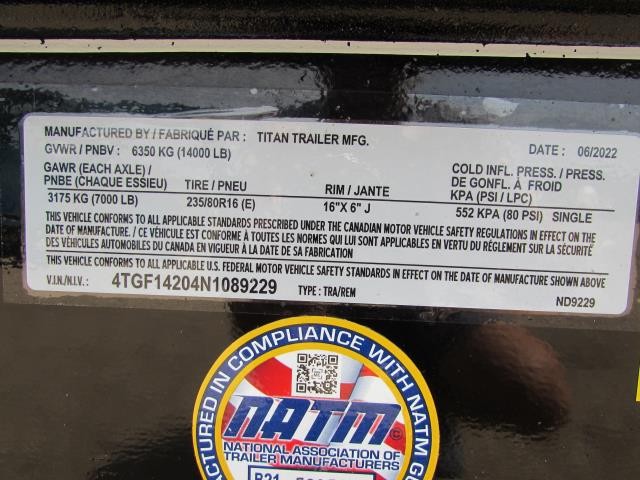 MANUFACTURED BY / FABRIQUÉ PAR : TITAN TRAILER MFG.
DATE : 06/2022
GVWR / PNBV : 6350 KG (14000 LB)
GAWR (EACH AXLE) /
PNBE (CHAQUE ESSIEU)
TIRE / PNEU
RIM / JANTE
COLD INFL. PRESS. / PRESS.
DE GONFL. À FROID
KPA (PSI / LPC)
3175 KG (7000 LB) 235/80R16 (E) 16"X 6" J 552 KPA (80 PSI) SINGLE
THIS VEHICLE CONFORMS TO ALL APPLICABLE STANDARDS PRESCRIBED UNDER THE CANADIAN MOTOR VEHICLE SAFETY REGULATIONS IN EFFECT ON THE
DATE OF MANUFACTURE. / CE VÉHICULE EST CONFORME À TOUTES LES NORMES QUI LUI SONT APPLICABLES EN VERTU DU RÉGLEMENT SUR LA SÉCURITÉ
DES VÉHICULES AUTOMOBILES DU CANADA EN VIGUEUR À LA DATE DE SA FABRICATION
THIS VEHICLE CONFORMS TO ALL APPLICABLE U.S. FEDERAL MOTOR VEHICLE SAFETY STANDARDS IN EFFECT ON THE DATE OF MANUFACTURE SHOWN ABOVE
V.I.N./N.I.V.: 4TGF14204N1089229 TYPE : TRA/REM ND9229
MANUFACTURED IN COMPLIANCE WITH NATM
NATM
NATIONAL ASSOCIATION OF
TRAILER MANUFACTURERS
B21